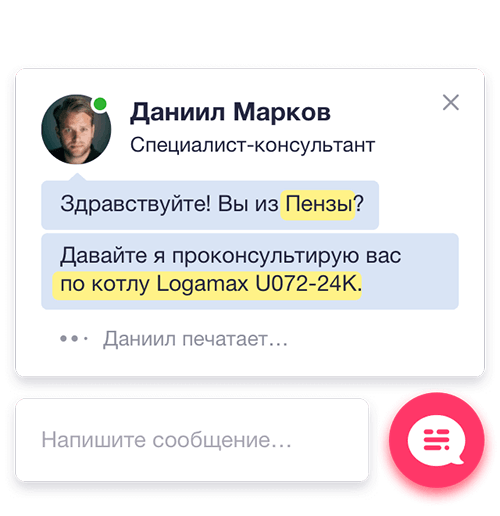 Даниил Марков
Специалист-консультант
Здравствуйте! Вы из Пензы?
Давайте я проконсультирую вас
по котлу Logamax U072-24K.
Даниил печатает...
Напишите сообщение...